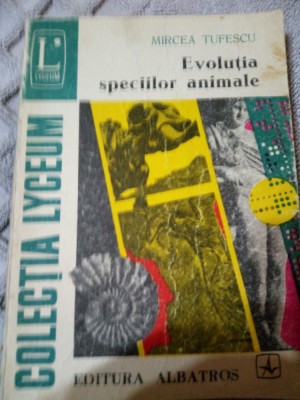 L
LYCEUM
MIRCEA TUFESCU
Evoluția
speciilor animale
COLECȚIA LYCEUM
EDITURA ALBATROS